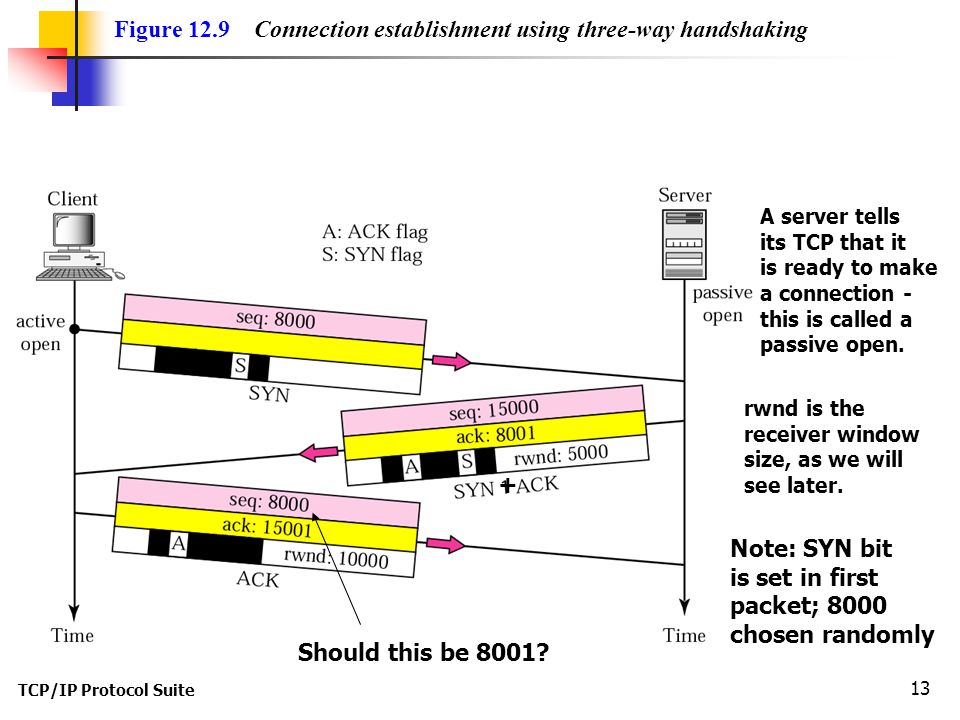 Figure 12.9 Connection establishment using three-way handshaking
Client
Server
A: ACK flag
S: SYN flag
A server tells
its TCP that it
is ready to make
a connection -
this is called a
passive open.
active
open
passive
open
seq: 8000
S
SYN
seq: 15000
ack: 8001
A S rwnd: 5000
SYN + ACK
rwnd is the
receiver window
size, as we will
see later.
seq: 8000
ack: 15001
A rwnd: 10000
ACK
Note: SYN bit
is set in first
packet; 8000
chosen randomly
Time
Time
Should this be 8001?
TCP/IP Protocol Suite
13